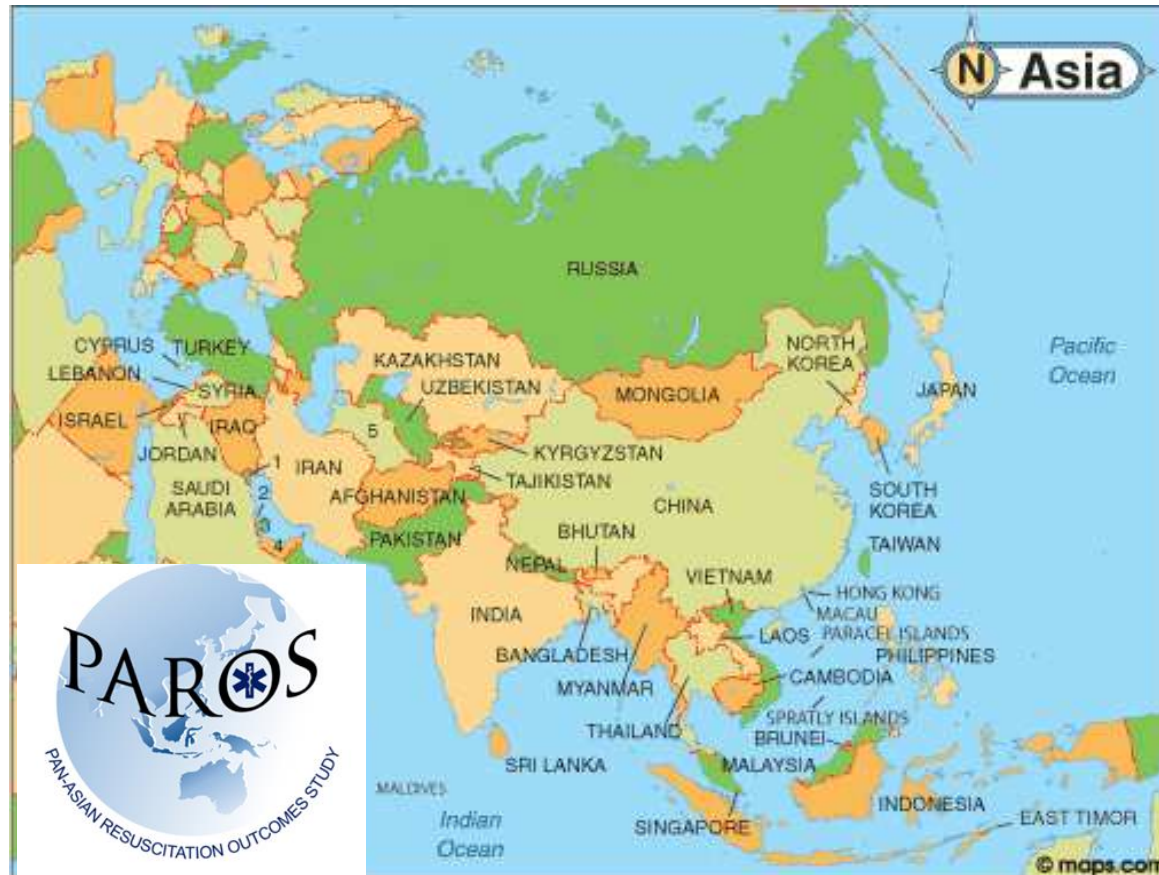 N Asia
RUSSIA
Pacific
Ocean
NORTH
KOREA
JAPAN
KAZAKHSTAN
UZBEKISTAN
MONGOLIA
CYPRUS
TURKEY
LEBANON
SYRIA
ISRAEL
IRAQ
JORDAN
5
KYRGYZSTAN
TAJIKISTAN
1
IRAN
SAUDI
ARABIA
2
3
4
AFGHANISTAN
PAKISTAN
CHINA
SOUTH
KOREA
TAIWAN
BHUTAN
NEPAL
VIETNAM
HONG KONG
MACAU
INDIA
LAOS
PARACEL ISLANDS
PHILIPPINES
BANGLADESH
CAMBODIA
MYANMAR
SPRATLY ISLANDS
THAILAND
BRUNEI
SRI LANKA
MALAYSIA
MALDIVES
INDONESIA
Indian
Ocean
SINGAPORE
EAST TIMOR
© maps.com
PAROS
PAN-ASIAN RESUSCITATION OUTCOMES STUDY